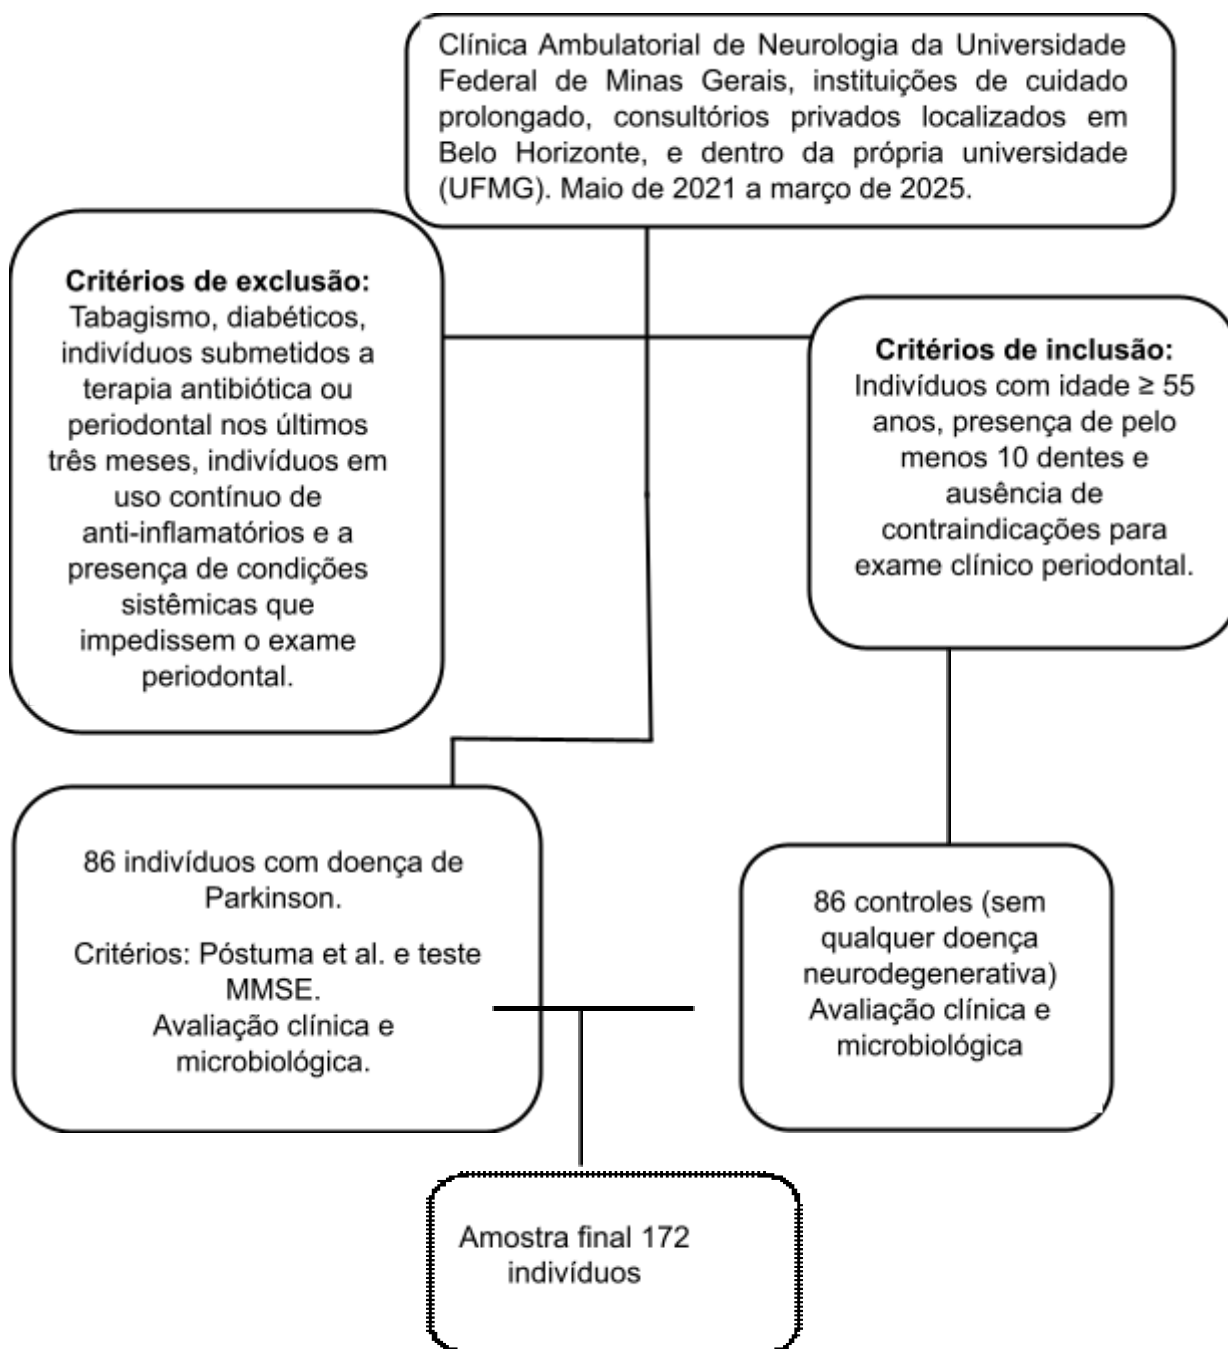 Clínica Ambulatorial de Neurologia da Universidade
Federal de Minas Gerais, instituições de cuidado
prolongado, consultórios privados localizados em
Belo Horizonte, e dentro da própria universidade
(UFMG). Maio de 2021 a março de 2025.
Critérios de exclusão:
Tabagismo, diabéticos,
indivíduos submetidos a
terapia antibiótica ou
periodontal nos últimos
três meses, indivíduos em
uso contínuo de
anti-inflamatórios e a
presença de condições
sistêmicas que
impedissem o exame
periodontal.
Critérios de inclusão:
Indivíduos com idade ≥ 55
anos, presença de pelo
menos 10 dentes e
ausência de
contraindicações para
exame clínico periodontal.
86 indivíduos com doença de
Parkinson.
Critérios: Póstuma et al. e teste
MMSE.
Avaliação clínica e
microbiológica.
86 controles (sem
qualquer doença
neurodegenerativa)
Avaliação clínica e
microbiológica
Amostra final 172
indivíduos